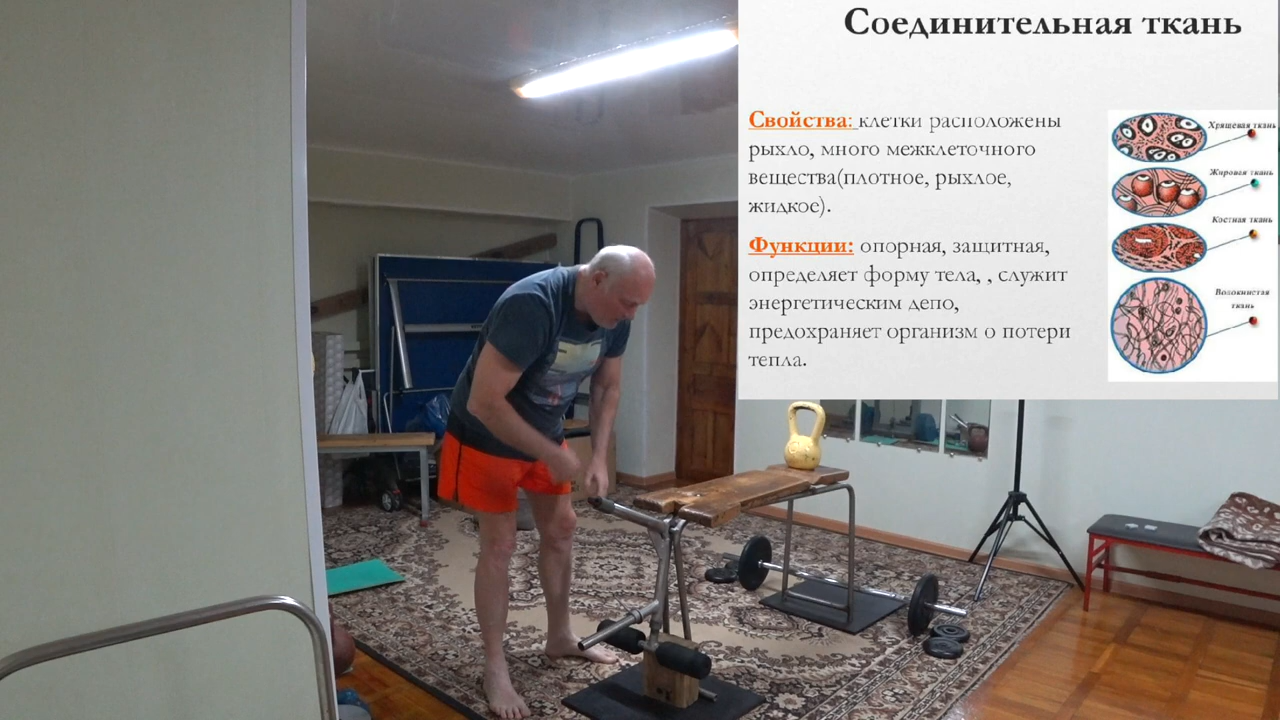 Соединительная ткань
Свойства: клетки расположены
рыхло, много межклеточного
вещества(плотное, рыхлое,
жидкое).
Функции: опорная, защитная,
определяет форму тела, , служит
энергетическим депо,
предохраняет организм о потери
тепла.
Хрящевая ткань
Жировая ткань
Костная ткань
Волокнистая
ткань